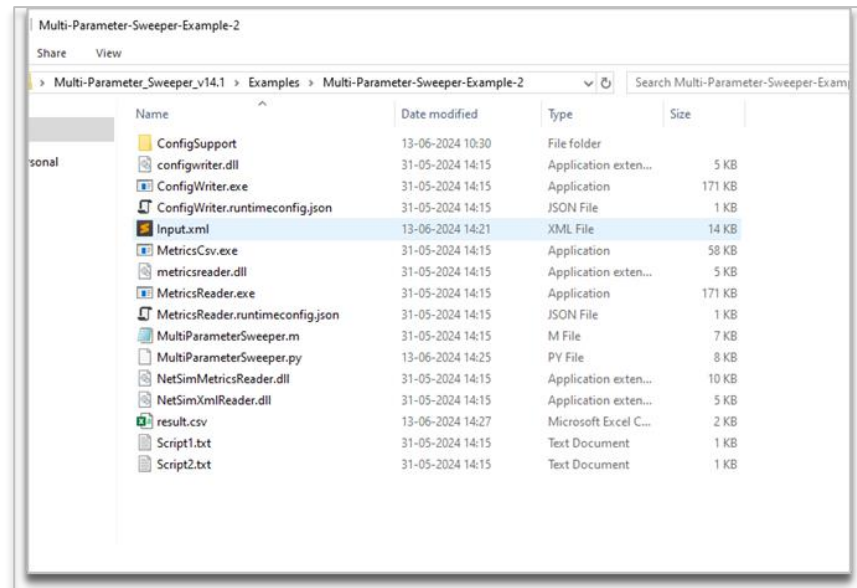 Multi-Parameter-Sweeper-Example-2
Share View
> Multi-Parameter_Sweeper_v14.1 > Examples > Multi-Parameter-Sweeper-Example-2 Search Multi-Parameter-Sweeper-Exam
Name Date modified Type Size
ConfigSupport 13-06-2024 10:30 File folder
sonal configwriter.dll 31-05-2024 14:15 Application exten... 5 KB
ConfigWriter.exe 31-05-2024 14:15 Application 171 KB
ConfigWriter.runtimeconfig.json 31-05-2024 14:15 JSON File 1 KB
Input.xml 13-06-2024 14:21 XML File 14 KB
MetricsCsv.exe 31-05-2024 14:15 Application 58 KB
metricsreader.dll 31-05-2024 14:15 Application exten... 5 KB
MetricsReader.exe 31-05-2024 14:15 Application 171 KB
MetricsReader.runtimeconfig.json 31-05-2024 14:15 JSON File 1 KB
MultiParameterSweeper.m 31-05-2024 14:15 M File 7 KB
MultiParameterSweeper.py 13-06-2024 14:25 PY File 8 KB
NetSimMetricsReader.dll 31-05-2024 14:15 Application exten... 10 KB
NetSimXmlReader.dll 31-05-2024 14:15 Application exten... 5 KB
result.csv 13-06-2024 14:27 Microsoft Excel C... 2 KB
Script1.txt 31-05-2024 14:15 Text Document 1 KB
Script2.txt 31-05-2024 14:15 Text Document 1 KB